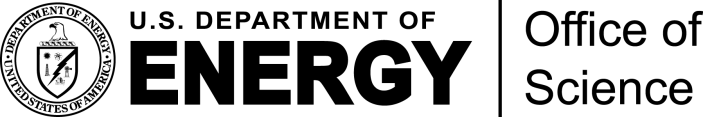 DEPARTMENT OF ENERGY
UNITED STATES OF AMERICA
U.S. DEPARTMENT OF
ENERGY
Office of
Science